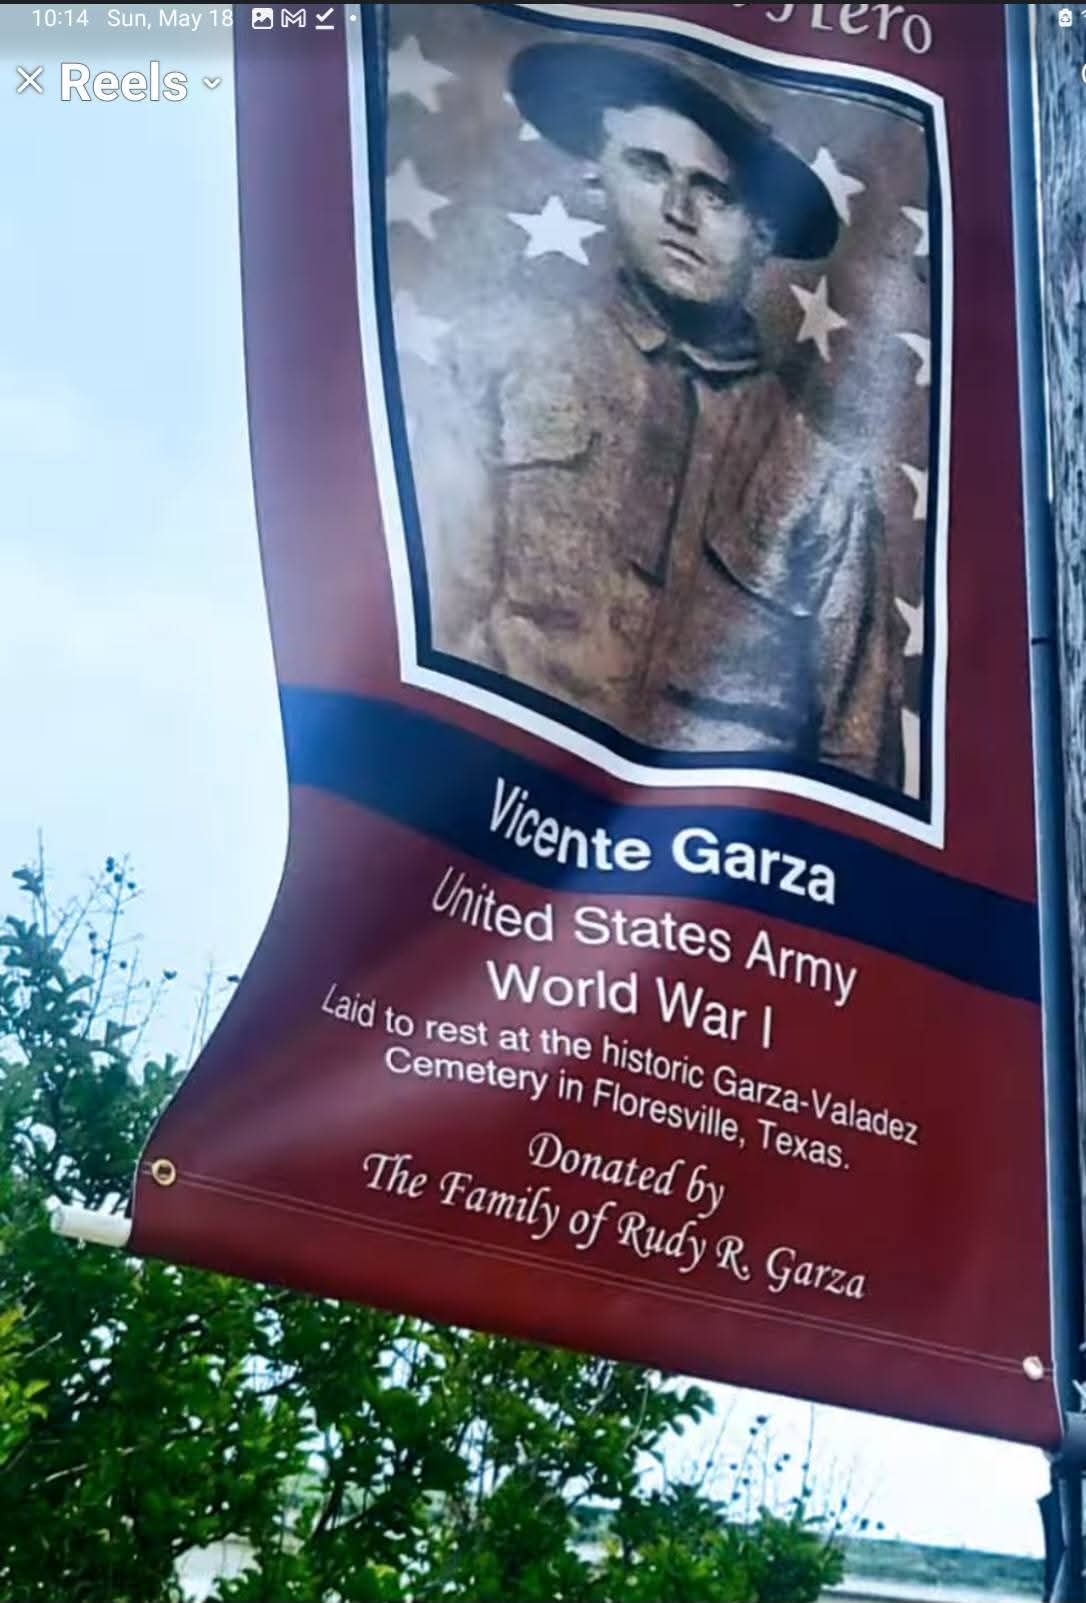 10:14 Sun, May 18
Reels
Hero
Vicente Garza
United States Army
World War I
Laid to rest at the historic Garza-Valadez
Cemetery in Floresville, Texas.
Donated by
The Family of Rudy R. Garza